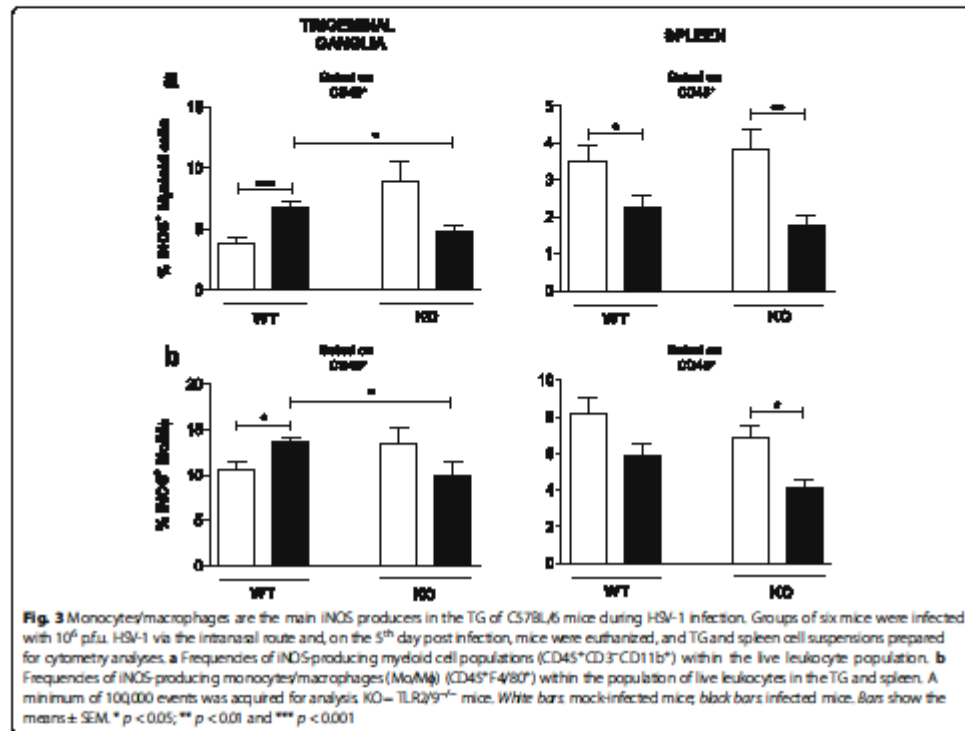 TRIGEMINAL
GANGLIA
SPLEEN
a
Gated on
CD45⁺
Gated on
CD45⁺
% iNOS⁺ Myeloid cells
15
10
5
0
5
4
3
2
1
0
***
*
*
**
WT
KO
WT
KO
b
Gated on
CD45⁺
Gated on
CD45⁺
% iNOS⁺ Mo/Mϕ
20
15
10
5
0
10
8
6
4
2
0
*
*
*
WT
KO
WT
KO
Fig. 3 Monocytes/macrophages are the main iNOS producers in the TG of C57BL/6 mice during HSV-1 infection. Groups of six mice were infected
with 10⁶ p.f.u. HSV-1 via the intranasal route and, on the 5th day post infection, mice were euthanized, and TG and spleen cell suspensions prepared
for cytometry analyses. a Frequencies of iNOS-producing myeloid cell populations (CD45⁺CD3⁻CD11b⁺) within the live leukocyte population. b
Frequencies of iNOS-producing monocytes/macrophages (Mo/Mϕ) (CD45⁺F4/80⁺) within the population of live leukocytes in the TG and spleen. A
minimum of 100,000 events was acquired for analysis. KO = TLR2/9⁻/⁻ mice. White bars: mock-infected mice; black bars: infected mice. Bars show the
means ± SEM. * p < 0.05; ** p < 0.01 and *** p < 0.001